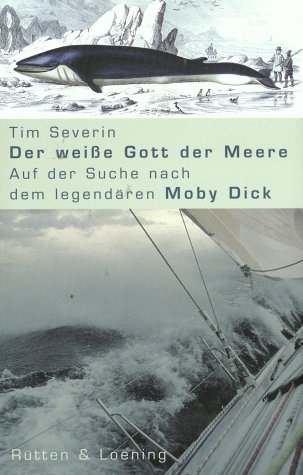 Tim Severin
Der weiße Gott der Meere
Auf der Suche nach
dem legendären Moby Dick
Rütten & Loening